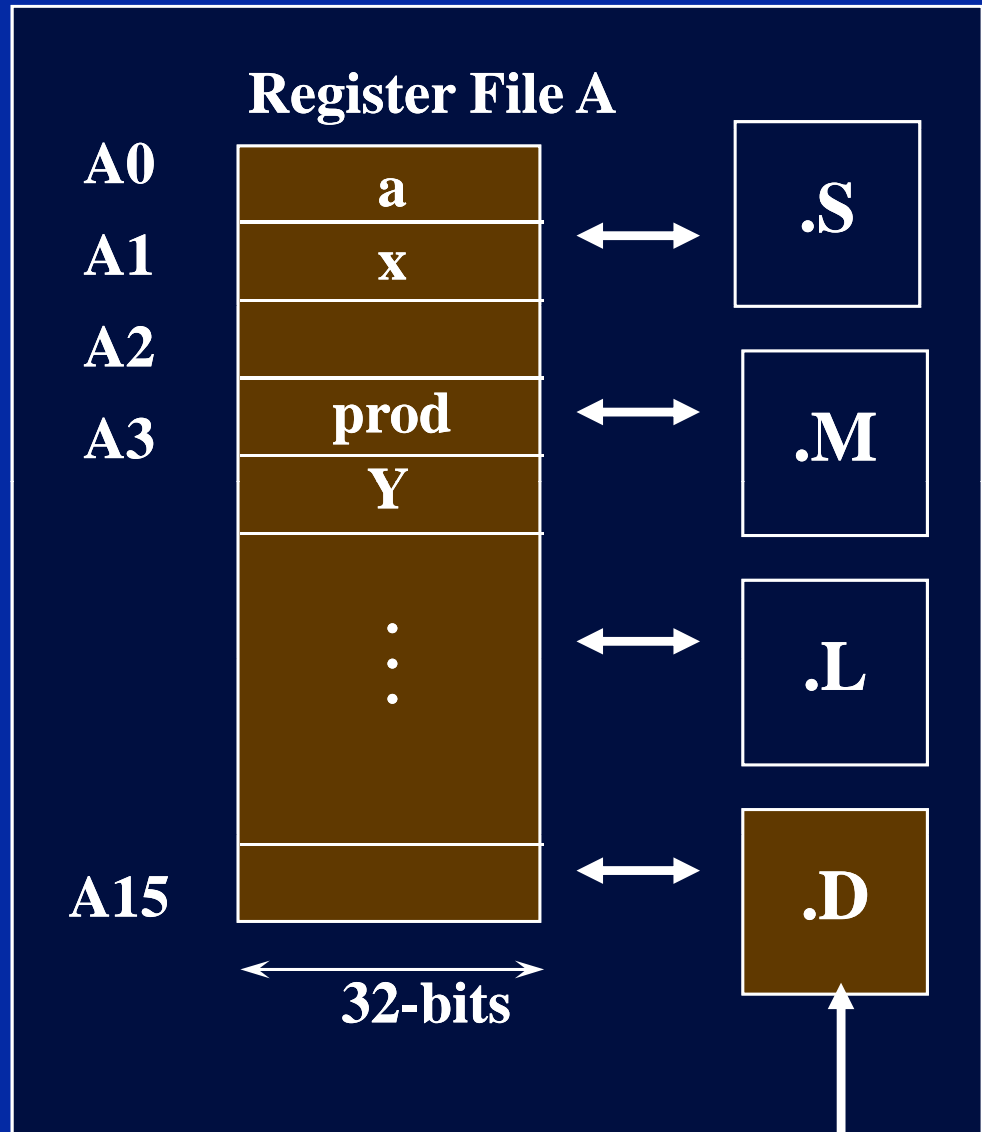 Register File A
A0
a
.S
A1
x
A2
A3
prod
.M
Y
.L
A15
.D
32-bits